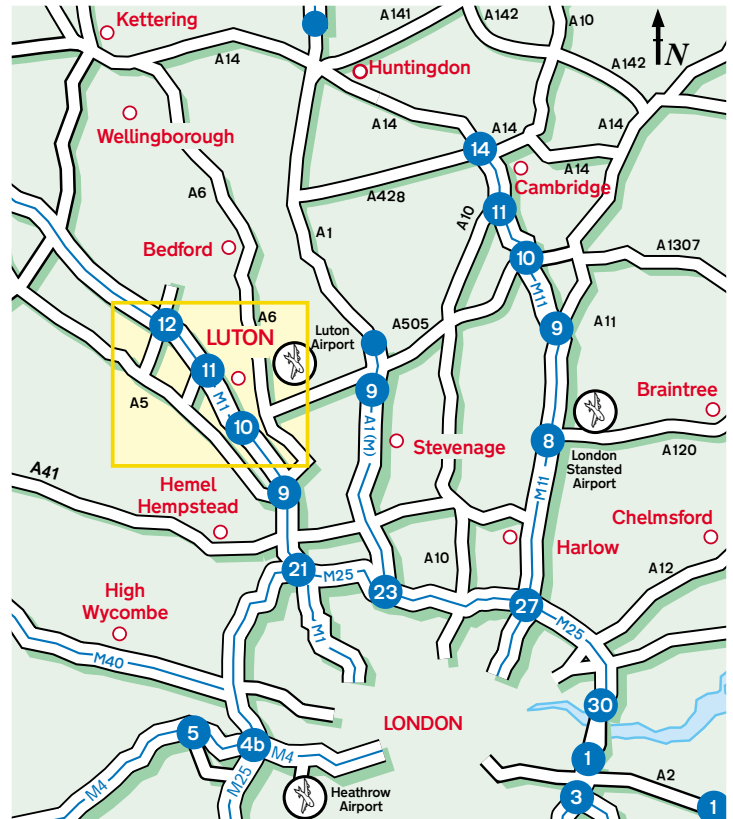 Kettering
A141
A142
A10
A14
Huntingdon
A142
N
Wellingborough
A14
14
A14
A14
A14
Cambridge
A6
A428
A10
11
Bedford
A1
10
A1307
M11
12
LUTON
A6
Luton
Airport
A505
9
A11
11
A5
M1
9
Braintree
10
A1 (M)
Stevenage
8
London
Stansted
Airport
A120
A41
Hemel
Hempstead
9
M11
Chelmsford
A10
Harlow
A12
21
M25
High
Wycombe
23
27
M1
M25
M40
30
LONDON
5
4b
M4
1
M25
A2
M4
Heathrow
Airport
3
1